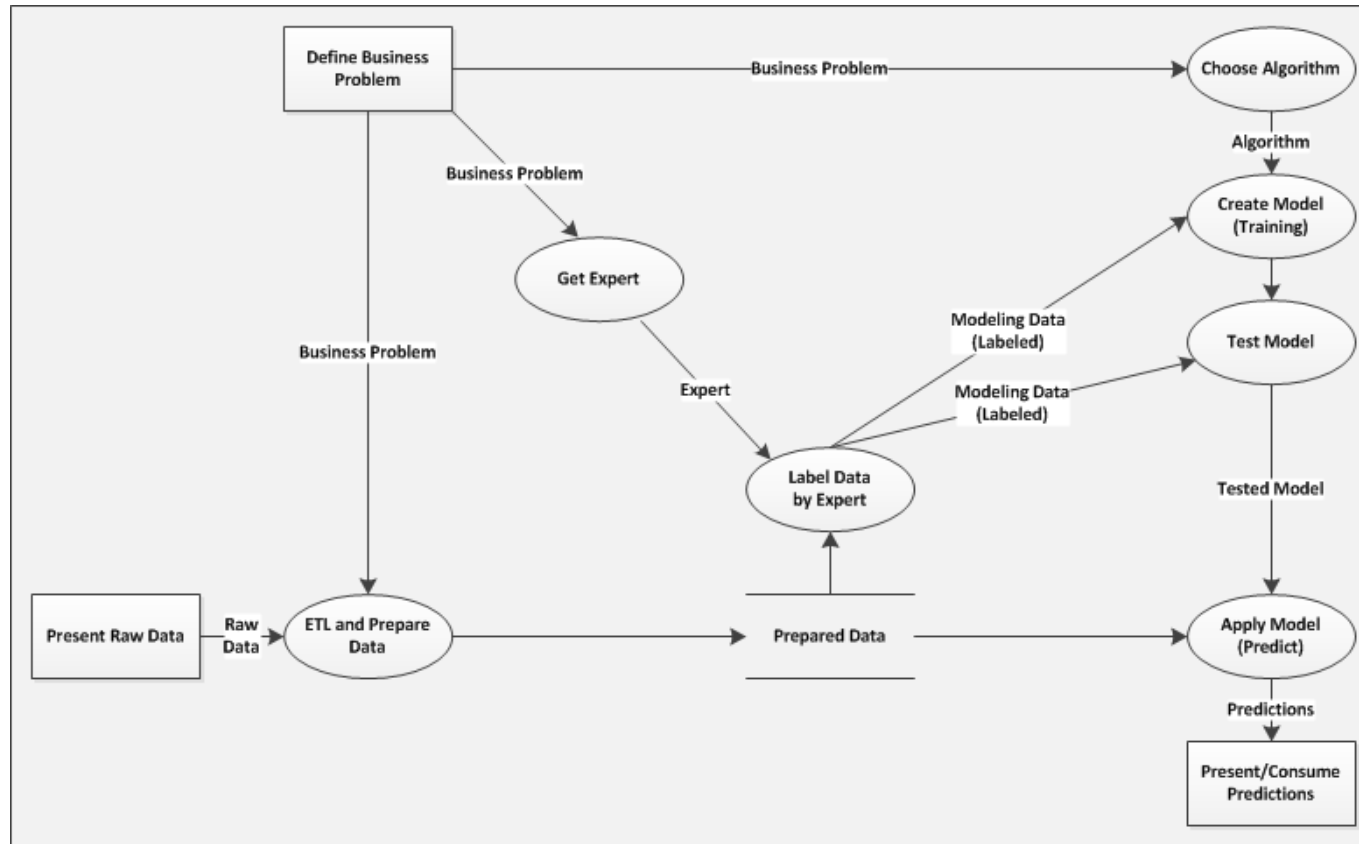 Define Business
Problem
Business Problem
Choose Algorithm
Algorithm
Business Problem
Create Model
(Training)
Get Expert
Modeling Data
(Labeled)
Test Model
Business Problem
Expert
Modeling Data
(Labeled)
Label Data
by Expert
Tested Model
Present Raw Data
Raw
Data
ETL and Prepare
Data
Prepared Data
Apply Model
(Predict)
Predictions
Present/Consume
Predictions